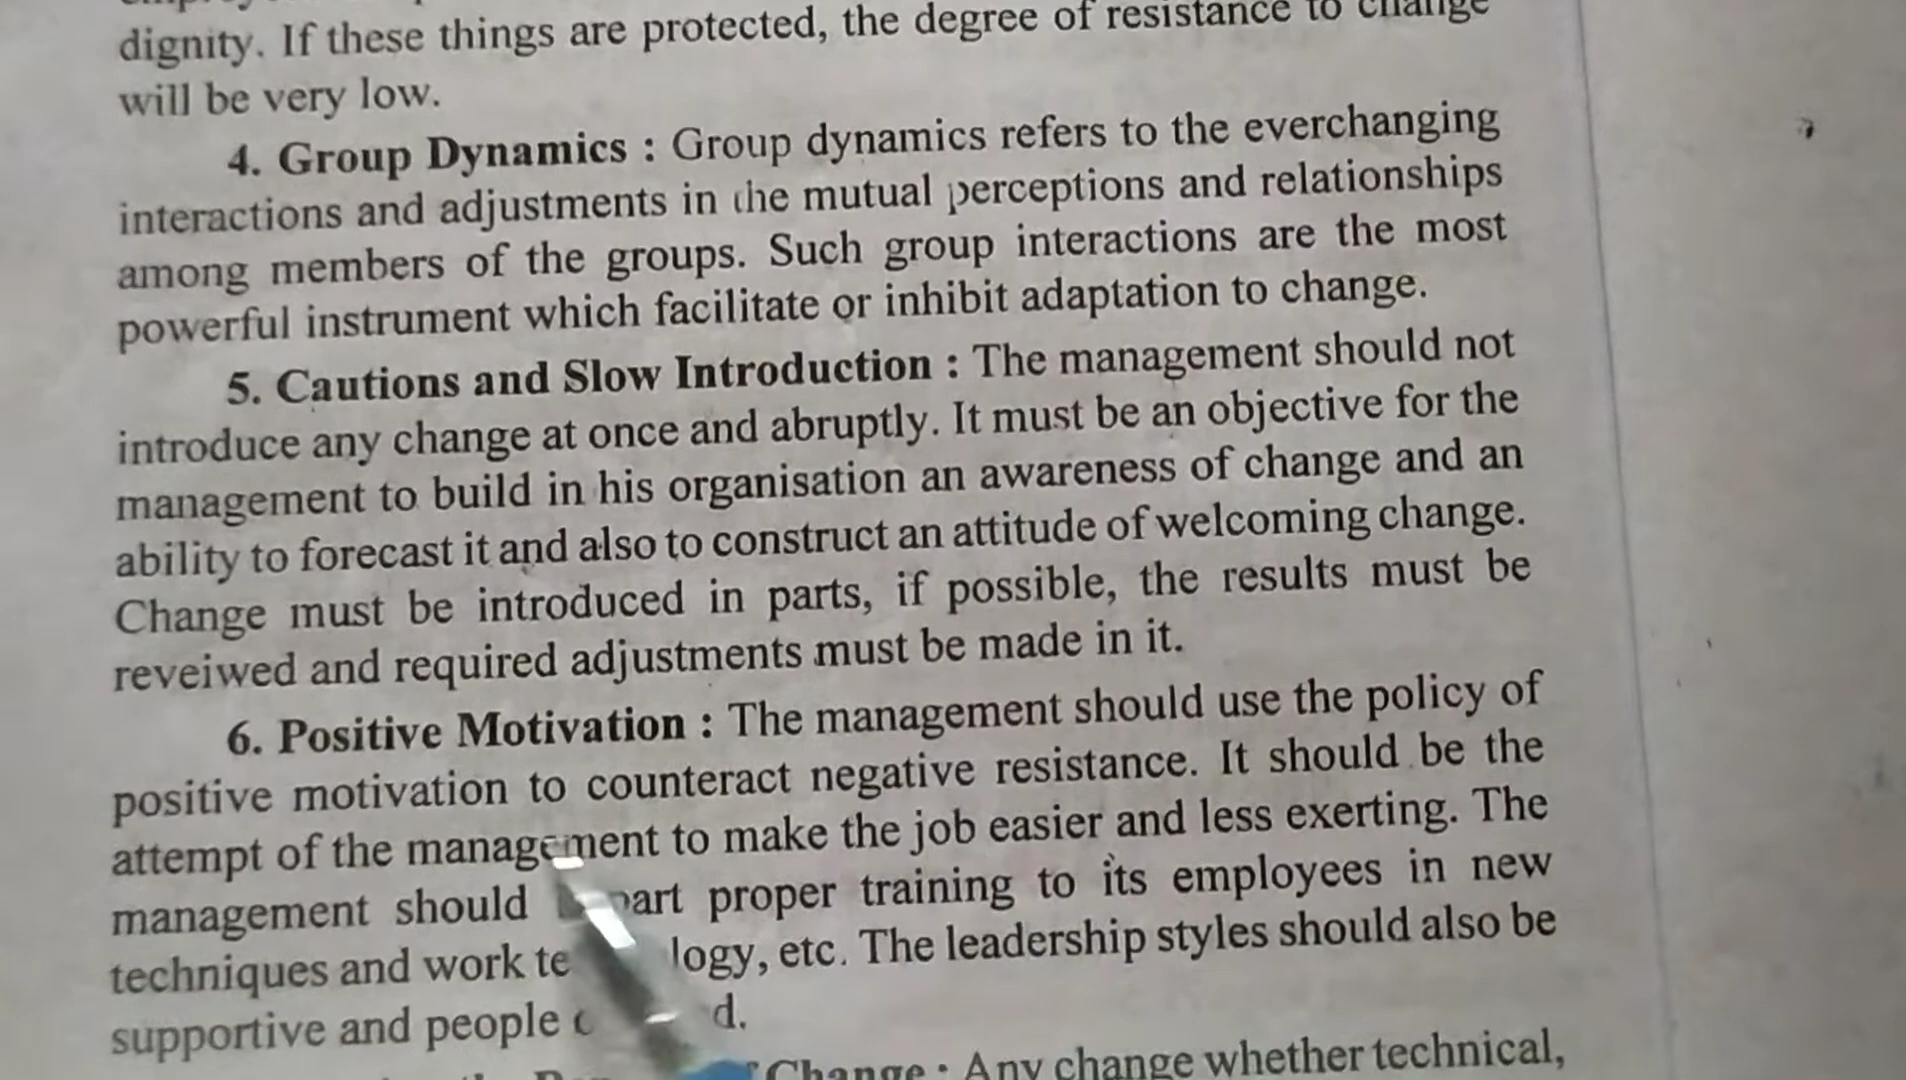 dignity. If these things are protected, the degree of resistance to change
will be very low.
4. Group Dynamics : Group dynamics refers to the everchanging
interactions and adjustments in the mutual perceptions and relationships
among members of the groups. Such group interactions are the most
powerful instrument which facilitate or inhibit adaptation to change.
5. Cautions and Slow Introduction : The management should not
introduce any change at once and abruptly. It must be an objective for the
management to build in his organisation an awareness of change and an
ability to forecast it and also to construct an attitude of welcoming change.
Change must be introduced in parts, if possible, the results must be
reveiwed and required adjustments must be made in it.
6. Positive Motivation : The management should use the policy of
positive motivation to counteract negative resistance. It should be the
attempt of the management to make the job easier and less exerting. The
management should proper training to its employees in new
techniques and work etc. The leadership styles should also be
supportive and people
Change : Any change whether technical,